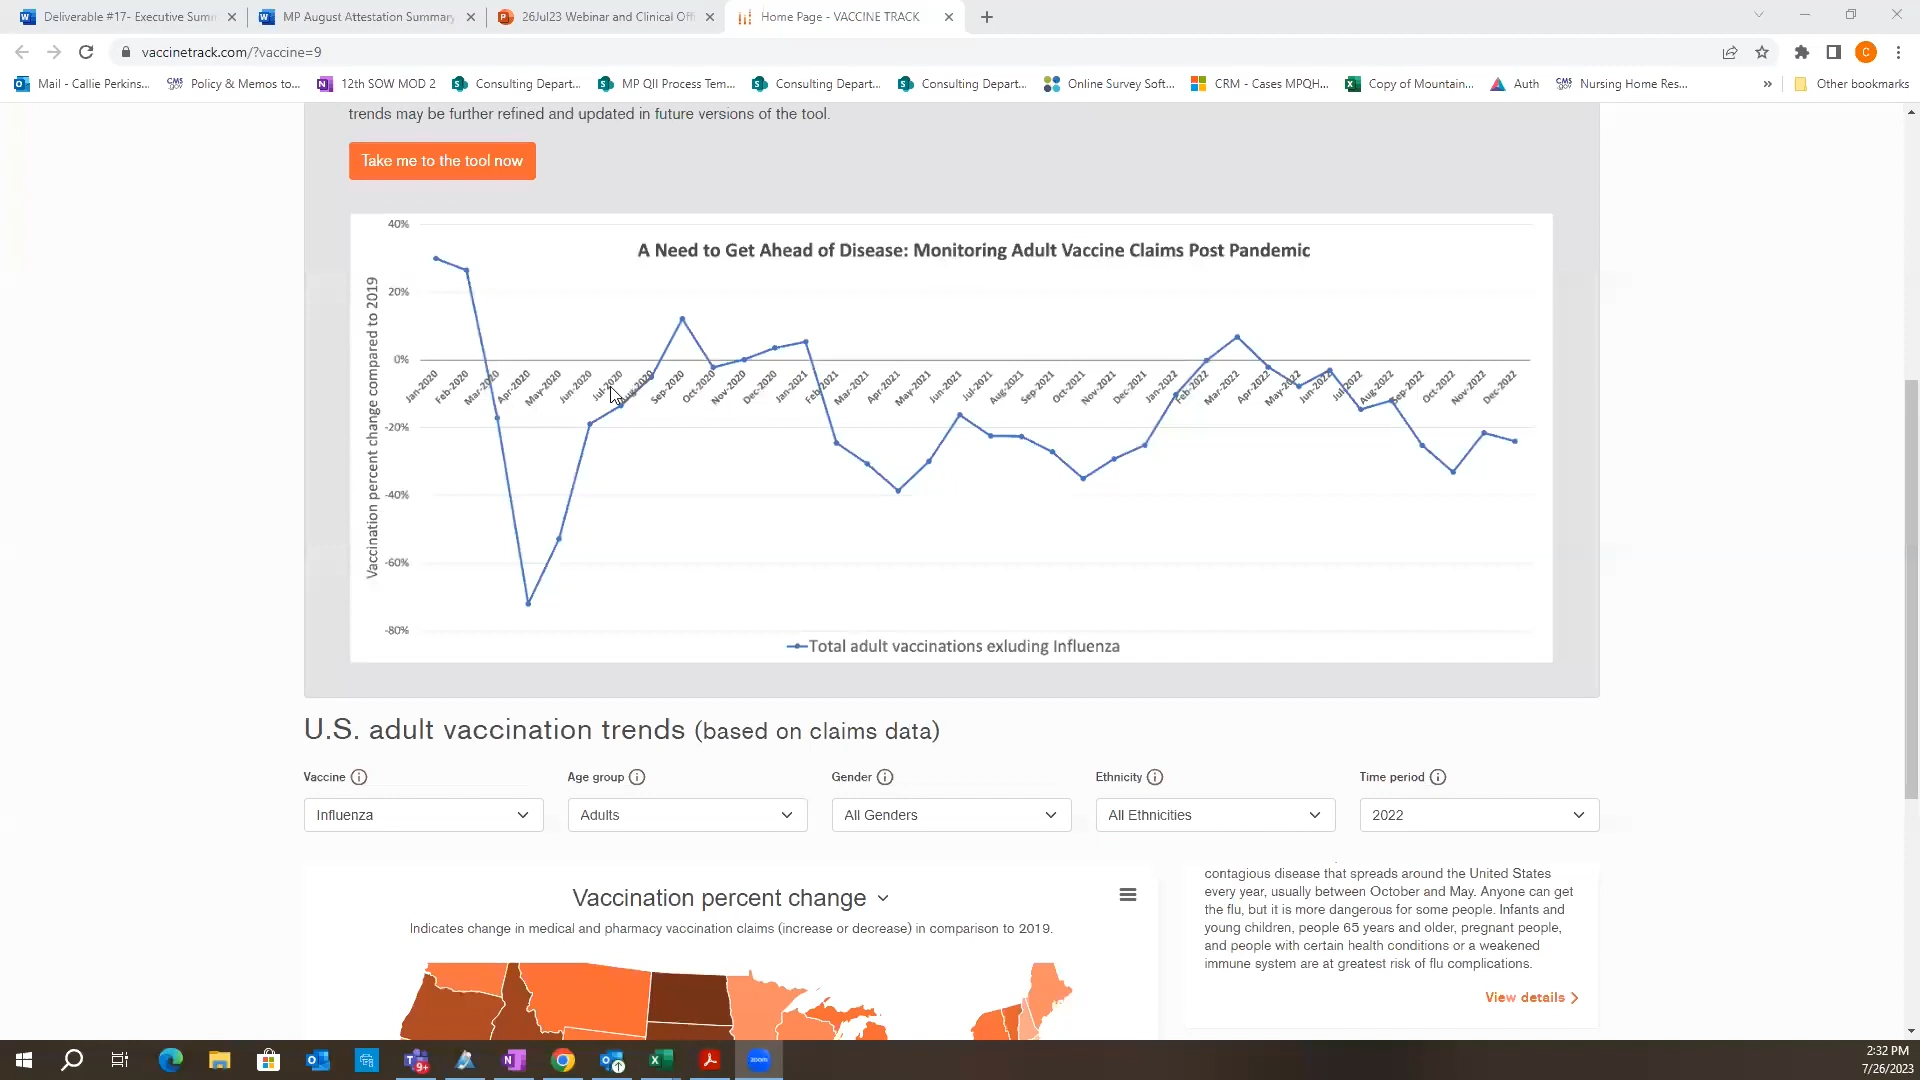 Deliverable #17- Executive Summ
MP August Attestation Summary
26Jul23 Webinar and Clinical Offi
Home Page - VACCINE TRACK
vaccinetrack.com/?vaccine=9
C
Mail - Callie Perkins...
CMS
Policy & Memos to...
12th SOW MOD 2
Consulting Depart...
MP QII Process Tem...
Consulting Depart...
Consulting Depart...
Online Survey Soft...
CRM - Cases MPQH...
Copy of Mountain...
Auth
CMS
Nursing Home Res...
»
Other bookmarks
trends may be further refined and updated in future versions of the tool.
Take me to the tool now
A Need to Get Ahead of Disease: Monitoring Adult Vaccine Claims Post Pandemic
Vaccination percent change compared to 2019
40%
20%
0%
-20%
-40%
-60%
-80%
Jan-2020
Feb-2020
Mar-2020
Apr-2020
May-2020
Jun-2020
Jul-2020
Aug-2020
Sep-2020
Oct-2020
Nov-2020
Dec-2020
Jan-2021
Feb-2021
Mar-2021
Apr-2021
May-2021
Jun-2021
Jul-2021
Aug-2021
Sep-2021
Oct-2021
Nov-2021
Dec-2021
Jan-2022
Feb-2022
Mar-2022
Apr-2022
May-2022
Jun-2022
Jul-2022
Aug-2022
Sep-2022
Oct-2022
Nov-2022
Dec-2022
Total adult vaccinations exluding Influenza
U.S. adult vaccination trends (based on claims data)
Vaccine
Age group
Gender
Ethnicity
Time period
Influenza
Adults
All Genders
All Ethnicities
2022
Vaccination percent change
Indicates change in medical and pharmacy vaccination claims (increase or decrease) in comparison to 2019.
contagious disease that spreads around the United States
every year, usually between October and May. Anyone can get
the flu, but it is more dangerous for some people. Infants and
young children, people 65 years and older, pregnant people,
and people with certain health conditions or a weakened
immune system are at greatest risk of flu complications.
View details
9+
zoom
2:32 PM
7/26/2023